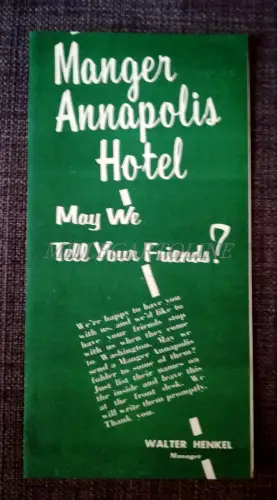 Manger
Annapolis
Hotel
May We
Tell Your Friends?
We're happy to have you
with us, and we'd like to
have your friends stop
with us when they come
to Washington. May we
send a Manger Annapolis
folder to some of them?
Just list their names on
the inside and leave this
at the front desk. We
will write them promptly.
Thank you.
WALTER HENKEL
Manager